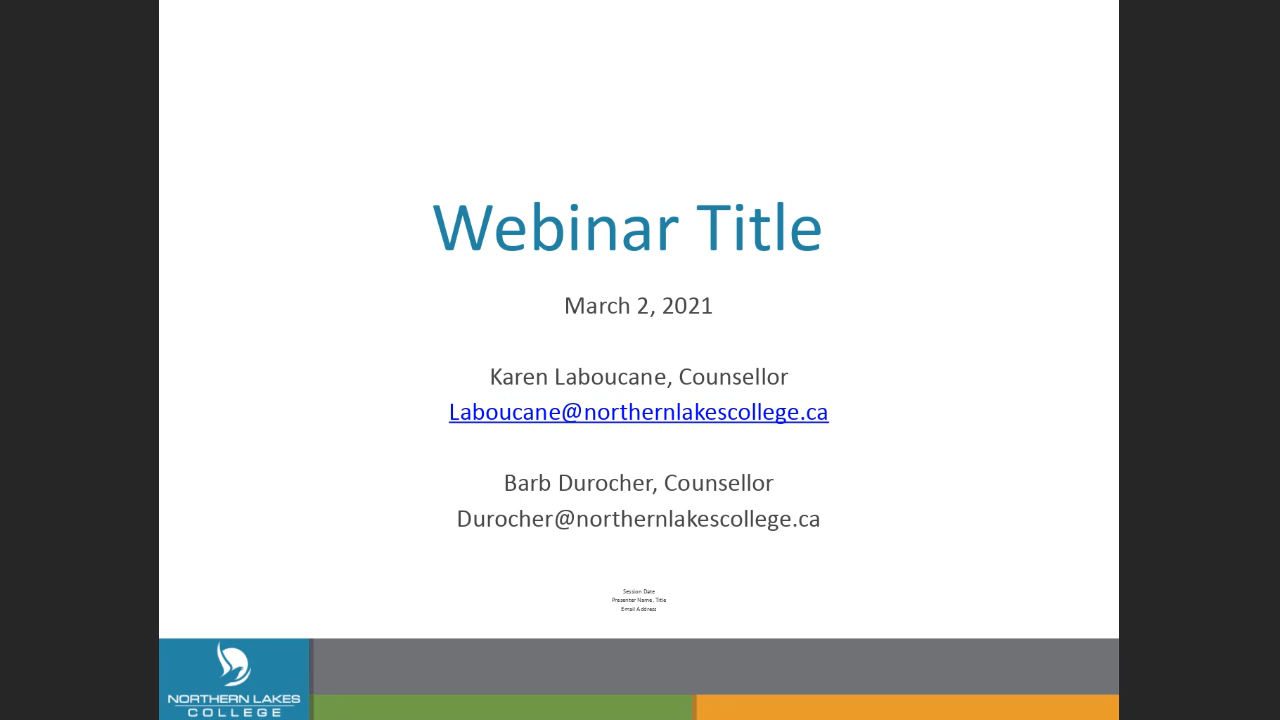 Webinar Title
March 2, 2021
Karen Laboucane, Counsellor
Laboucane@northernlakescollege.ca
Barb Durocher, Counsellor
Durocher@northernlakescollege.ca
Session Date
Presenter Name, Title
Email Address
NORTHERN LAKES
COLLEGE